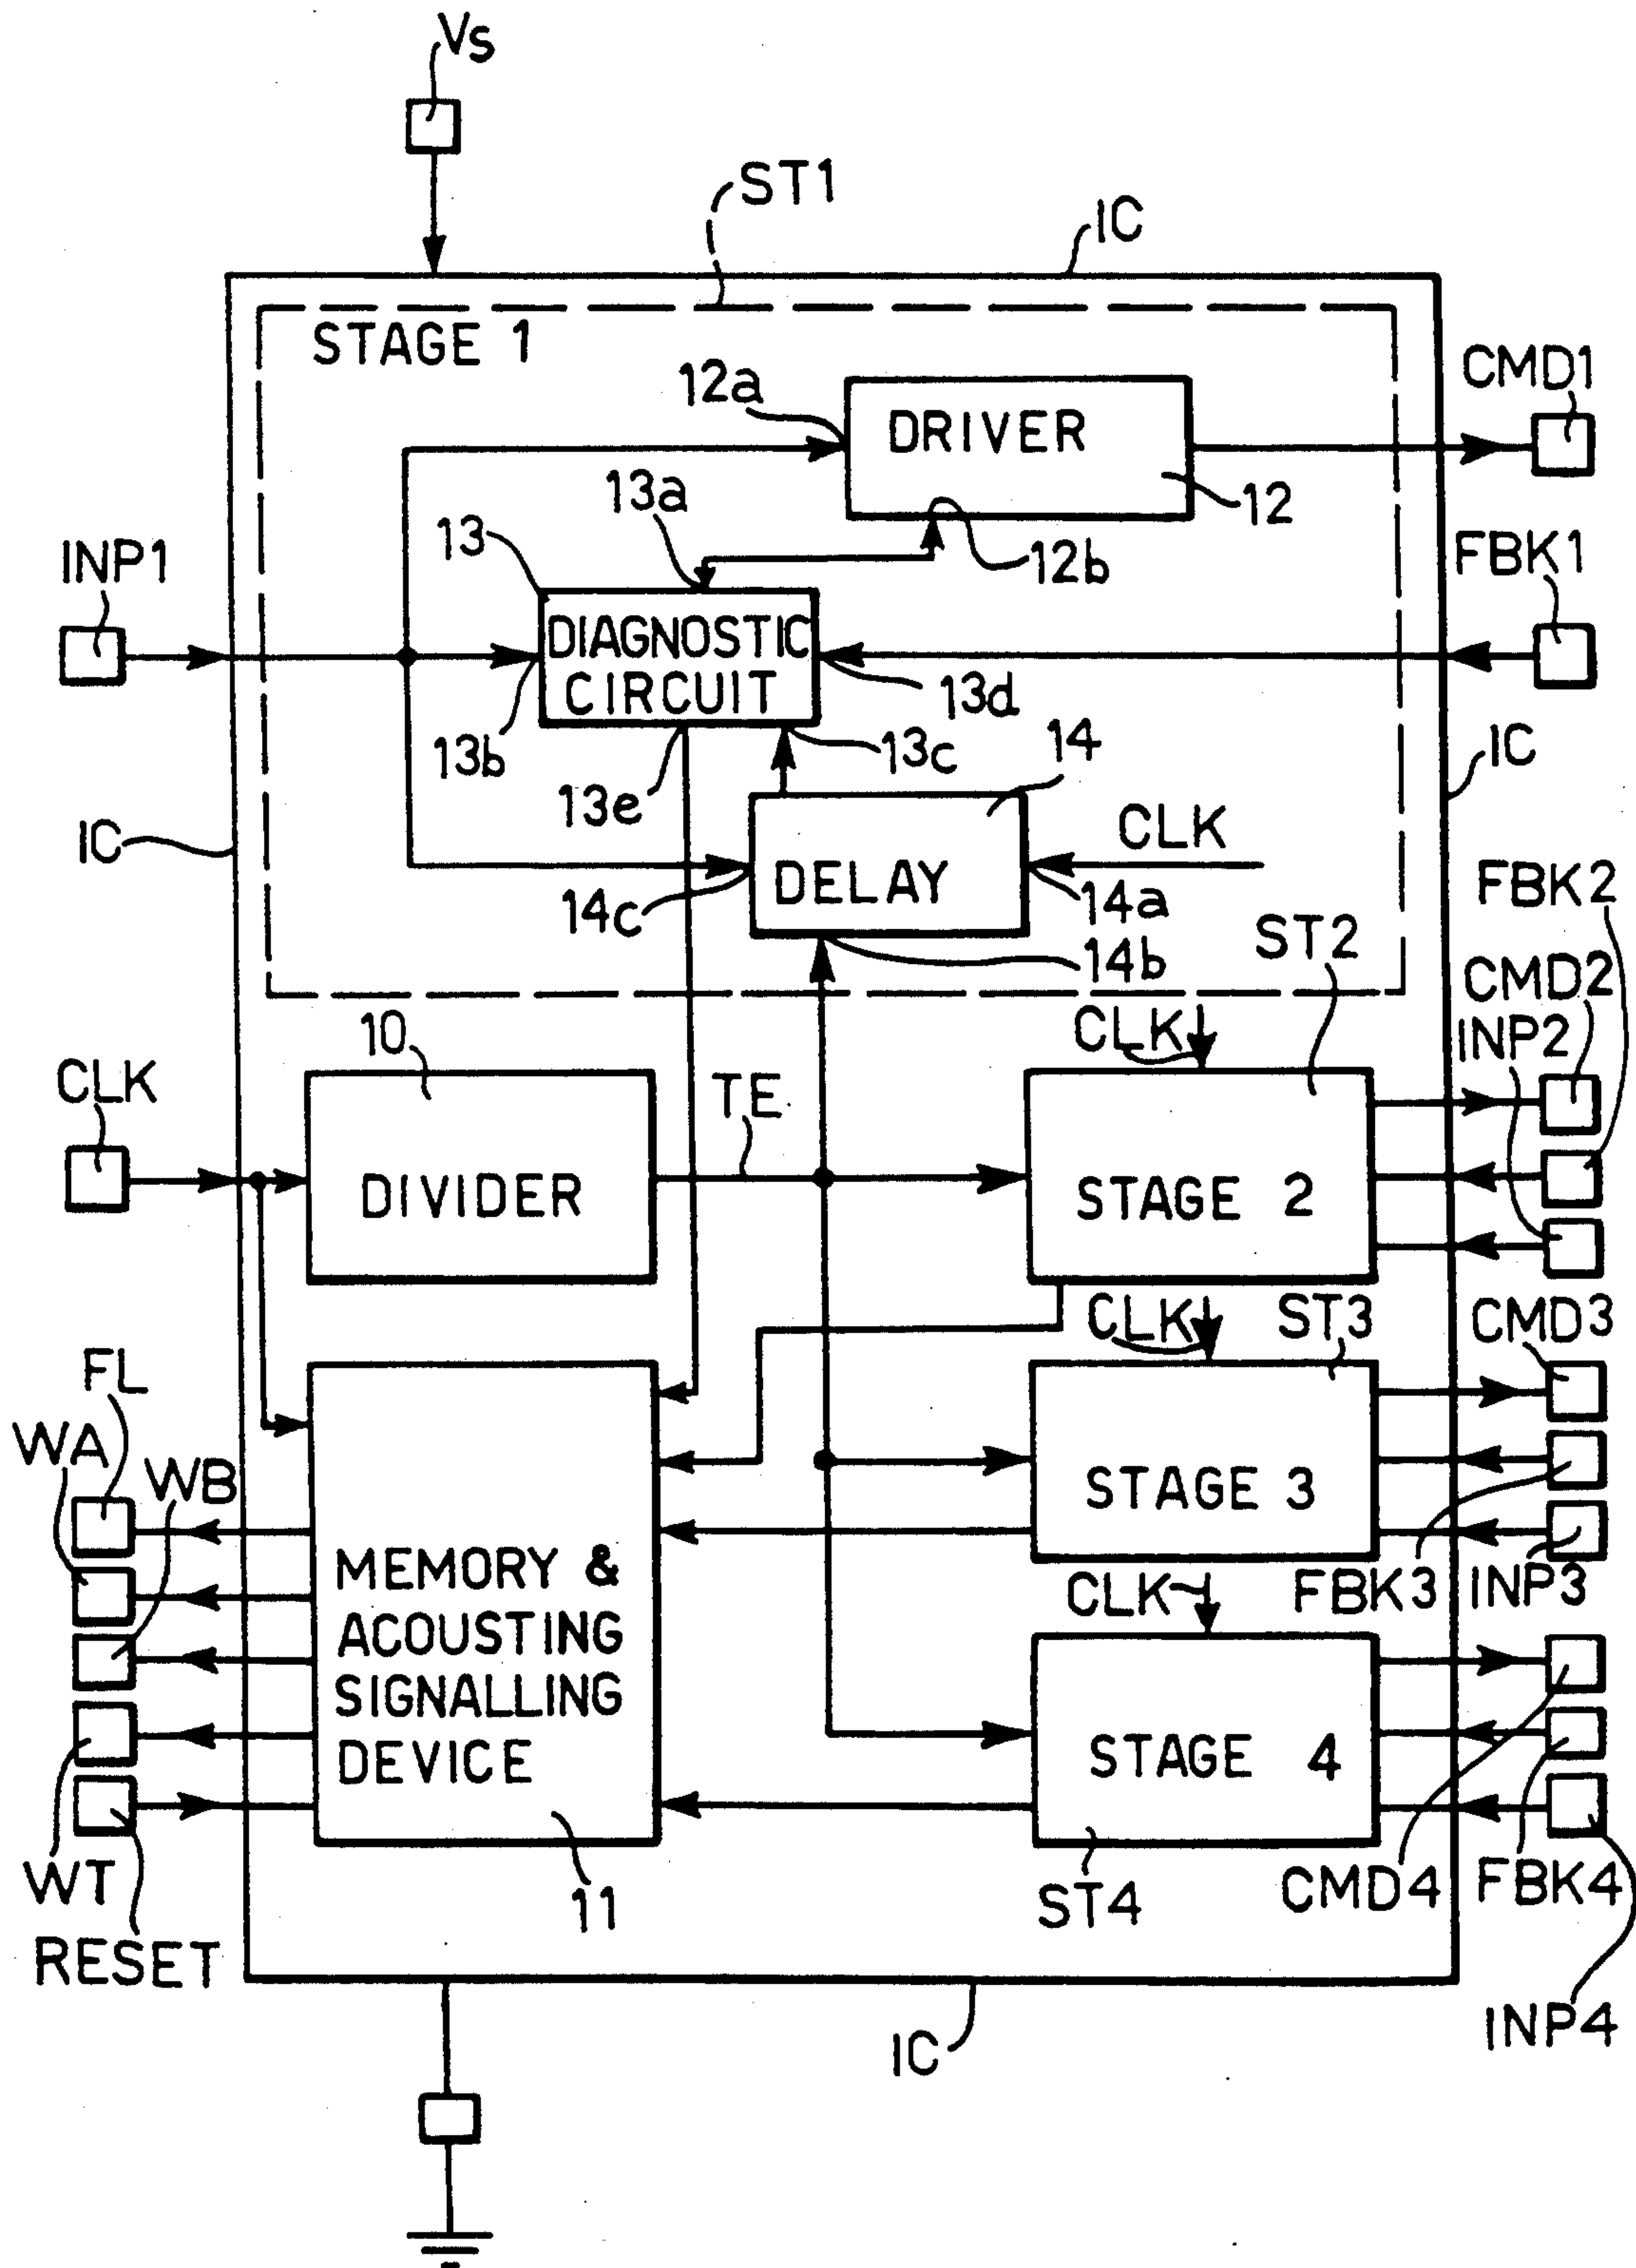 Vs
ST1
IC
STAGE 1
12a
DRIVER
CMD1
13a
12
13
12b
INP1
FBK1
DIAGNOSTIC
CIRCUIT
13d
13b
13c
14
IC
13e
IC
CLK
DELAY
FBK2
14c
14a
ST2
14b
CMD2
10
CLK
INP2
CLK
TE
DIVIDER
STAGE 2
CLK
ST3
CMD3
FL
WA
WB
STAGE 3
MEMORY &
CLK
FBK3
INP3
ACOUSTING
SIGNALLING
DEVICE
STAGE 4
WT
11
ST4
CMD4
FBK4
RESET
INP4
IC